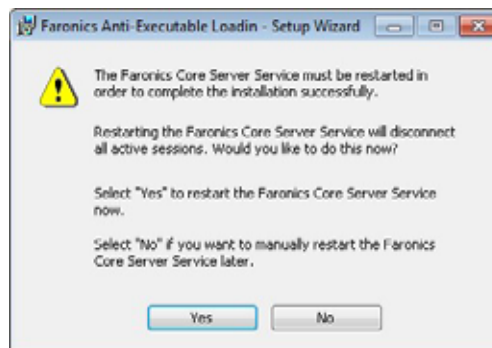 Faronics Anti-Executable Loadin - Setup Wizard
The Faronics Core Server Service must be restarted in
order to complete the installation successfully.
Restarting the Faronics Core Server Service will disconnect
all active sessions. Would you like to do this now?
Select "Yes" to restart the Faronics Core Server Service
now.
Select "No" if you want to manually restart the Faronics
Core Server Service later.
Yes
No